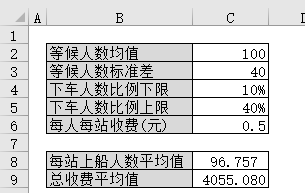 A B C
1
2 等候人数均值 100
3 等候人数标准差 40
4 下车人数比例下限 10%
5 下车人数比例上限 40%
6 每人每站收费(元) 0.5
7
8 每站上船人数平均值 96.757
9 总收费平均值 4055.080